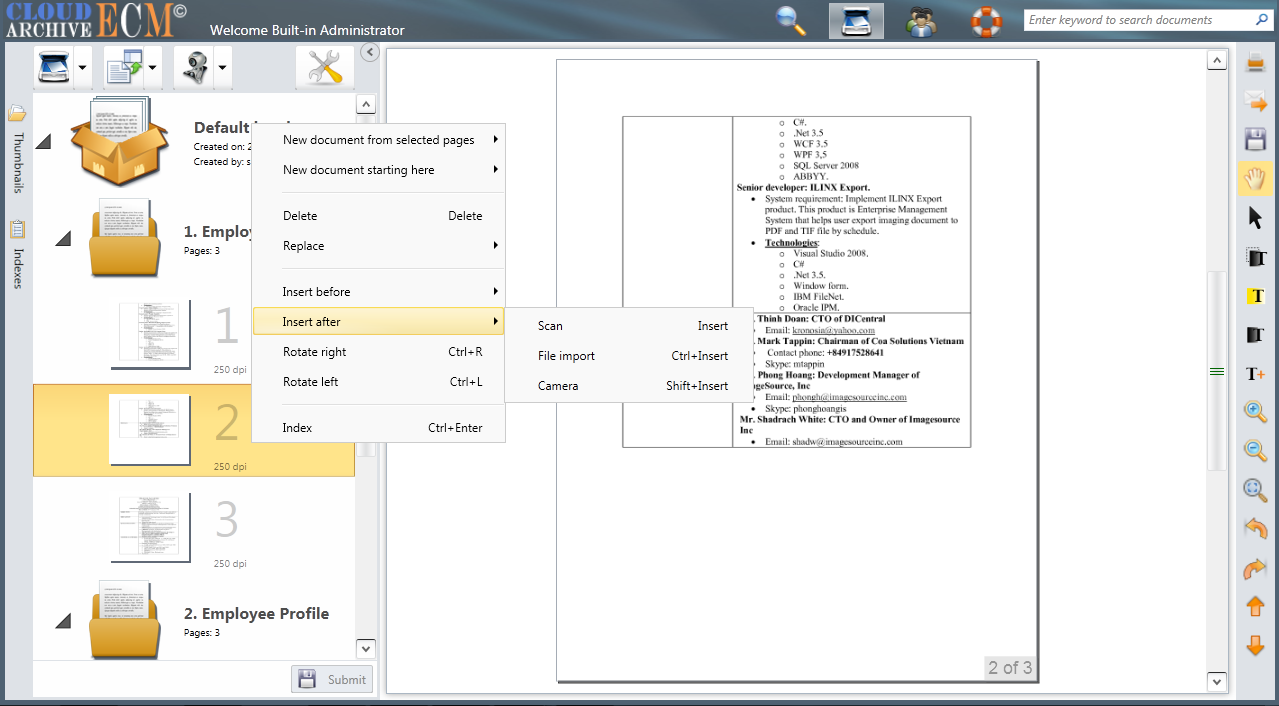 CLOUD
ARCHIVE ECM©
Welcome Built-in Administrator
Enter keyword to search documents
Thumbnails
Indexes
Default
Created on: 2
Created by: s
1. Employ
Pages: 3
1
250 dpi
2
250 dpi
3
250 dpi
2. Employee Profile
Pages: 3
Submit
New document from selected pages
New document starting here
Delete Delete
Replace
Insert before
Insert after
Rotate right Ctrl+R
Rotate left Ctrl+L
Index Ctrl+Enter
Scan Insert
File import Ctrl+Insert
Camera Shift+Insert
o C#.
o .Net 3.5
o WCF 3,5
o WPF 3,5
o SQL Server 2008
o ABBYY.
Senior developer: ILINX Export.
• System requirement: Implement ILINX Export
product. This product is Enterprise Management
System that helps user export imaging document to
PDF and TIF file by schedule.
• Technologies:
o Visual Studio 2008.
o C#
o .Net 3.5.
o Window form.
o IBM FileNet.
o Oracle IPM.
. Thinh Doan: CTO of DICentral
• Email: kronosia@yahoo.com
. Mark Tappin: Chairman of Coa Solutions Vietnam
Contact phone: +84917528641
• Skype: mtappin
. Phong Hoang: Development Manager of
geSource, Inc
• Email: phongh@imagesourceinc.com
• Skype: phonghoangis
Mr. Shadrach White: CTO and Owner of Imagesource
Inc
• Email: shadw@imagesourceinc.com
2 of 3
T
T
T
T+